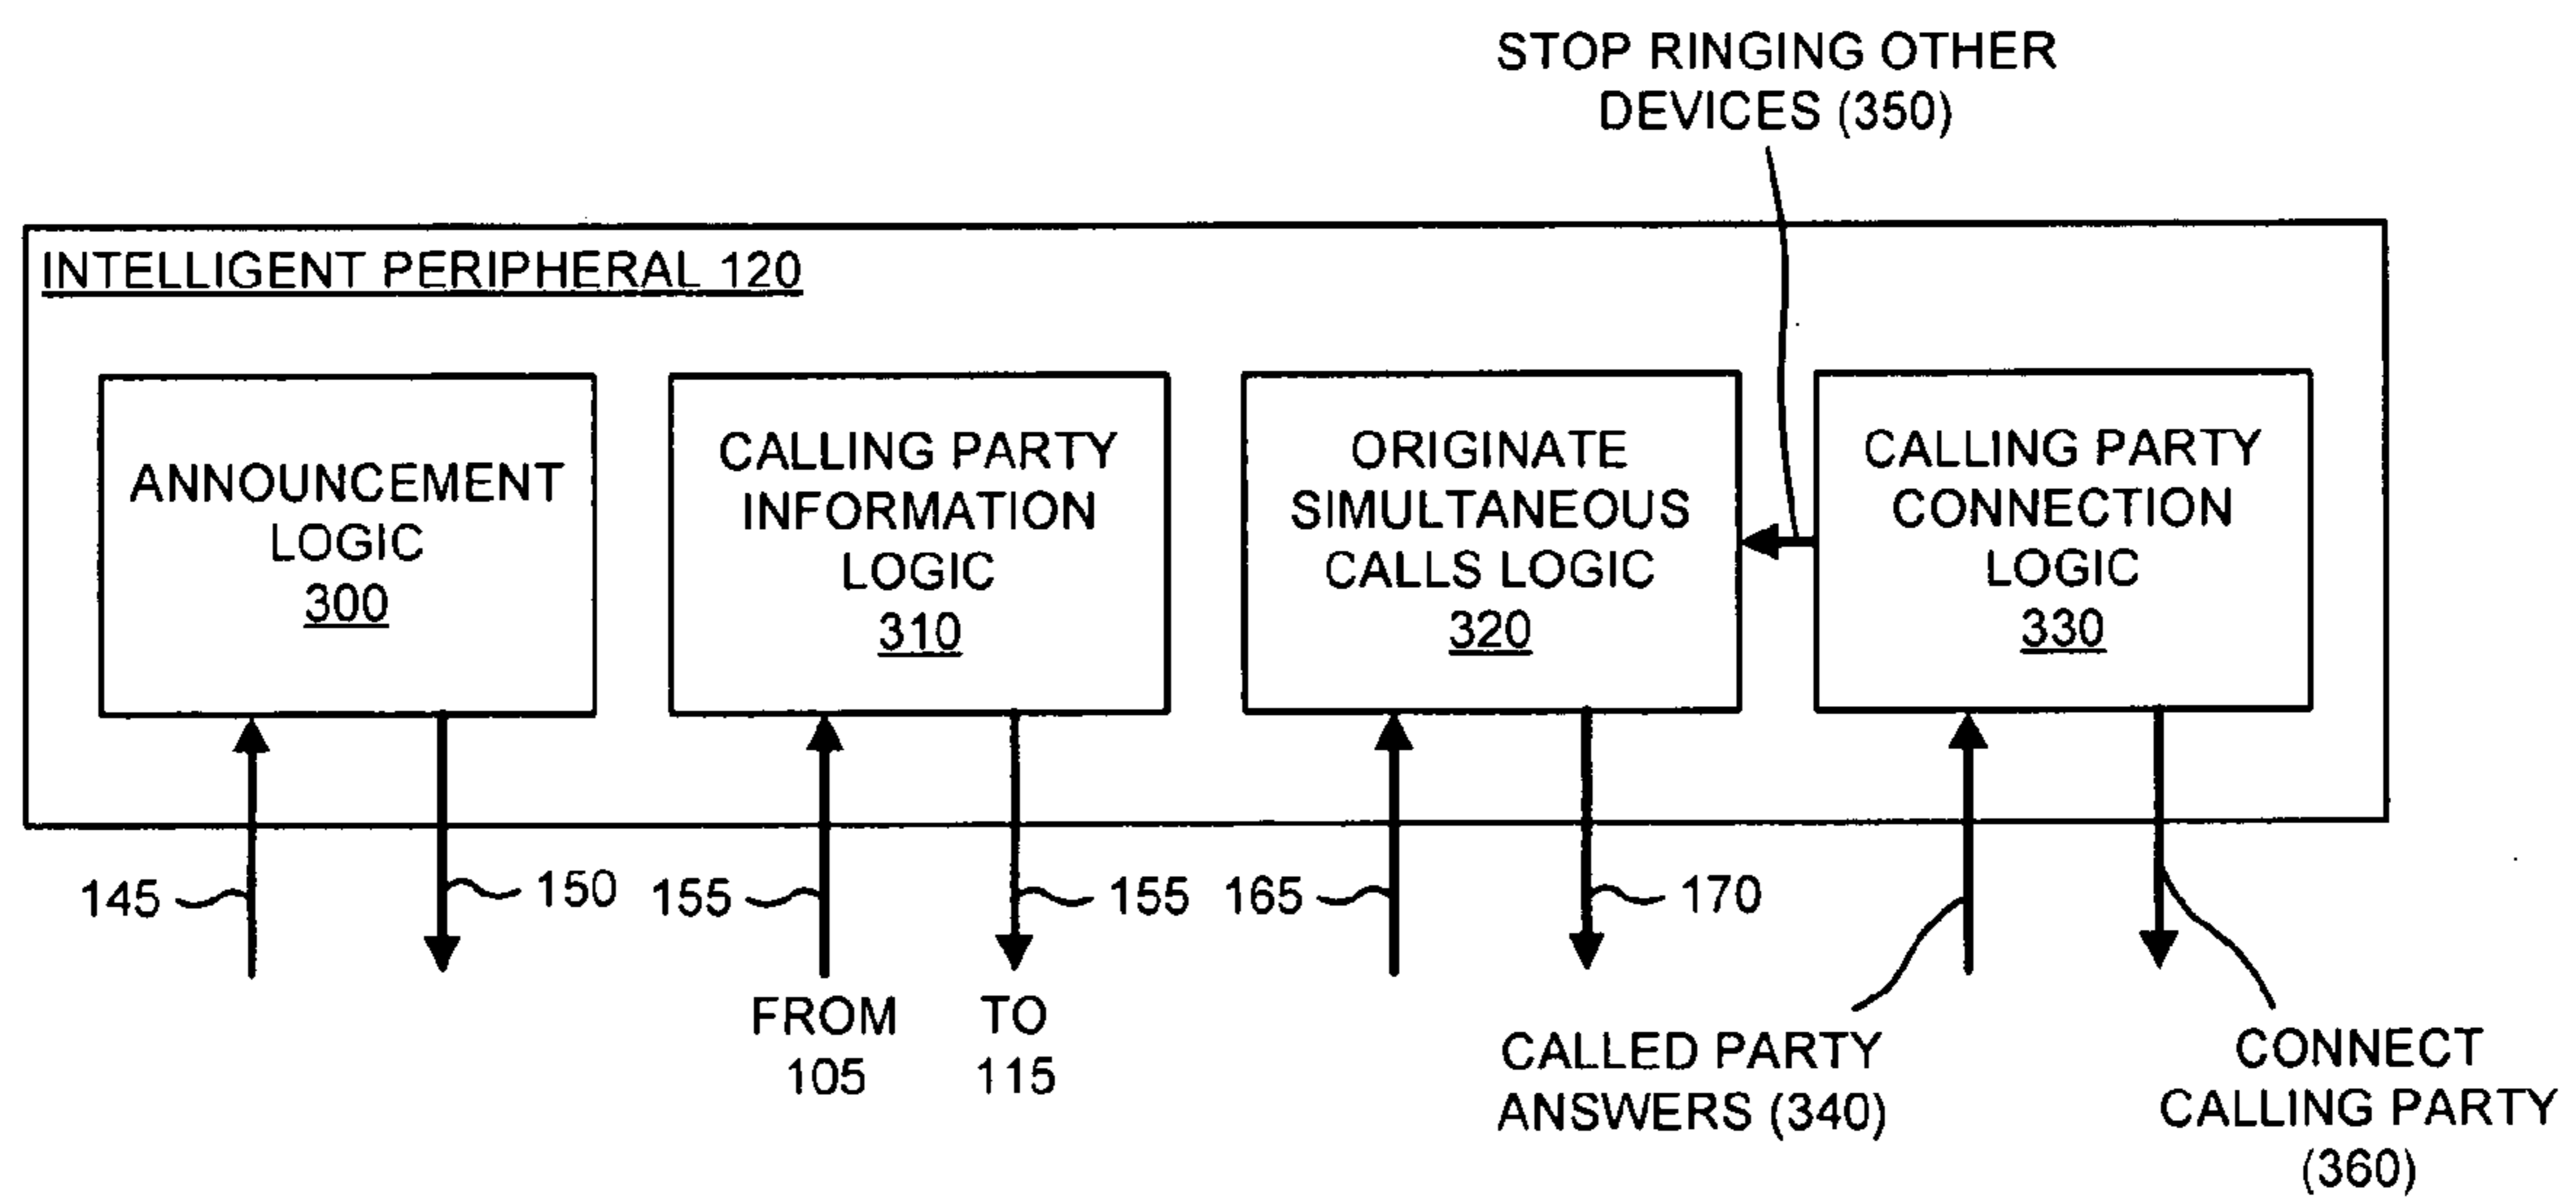 STOP RINGING OTHER
DEVICES (350)
INTELLIGENT PERIPHERAL 120
ANNOUNCEMENT
LOGIC
300
CALLING PARTY
INFORMATION
LOGIC
310
ORIGINATE
SIMULTANEOUS
CALLS LOGIC
320
CALLING PARTY
CONNECTION
LOGIC
330
145
150
155
155
165
170
FROM
105
TO
115
CALLED PARTY
ANSWERS (340)
CONNECT
CALLING PARTY
(360)